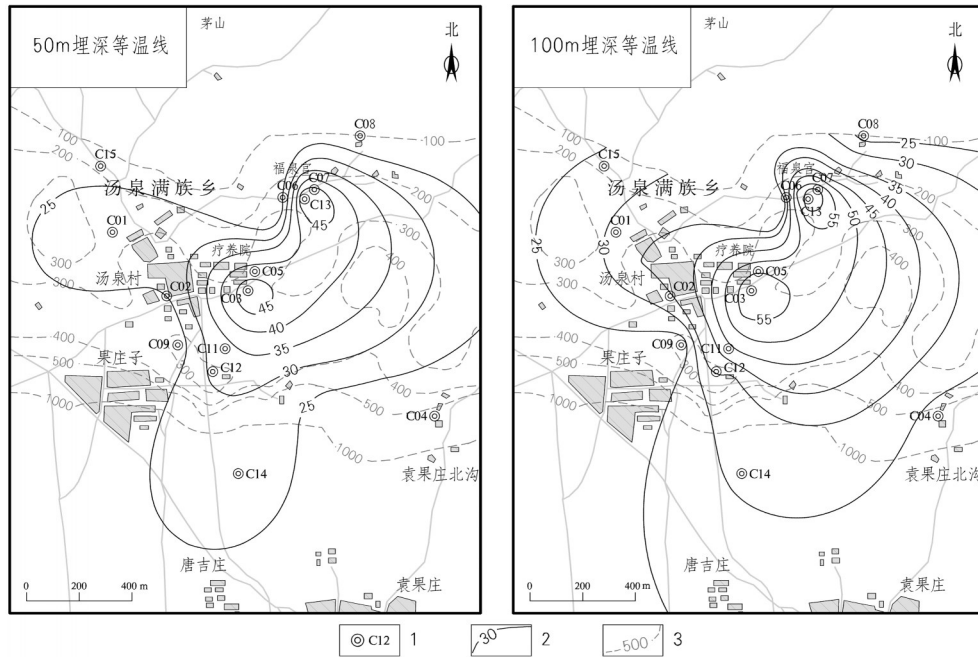 50m埋深等温线
茅山
北
100
200
C15
C08
100
福泉宫
C07
C06
C13
200
汤泉满族乡
25
C01
45
300
疗养院
300
汤泉村
C05
C02
C03
45
400
300
40
400
C09
C11
35
500
果庄子
C12
30
400
1000
25
500
C04
1000
C14
袁果庄北沟
唐吉庄
袁果庄
0 200 400 m
100m埋深等温线
茅山
北
100
200
C15
C08
100
25
30
福泉宫
C07
35
C06
C13
40
200
汤泉满族乡
50
45
55
25
C01
30
300
疗养院
300
汤泉村
C05
C02
C03
400
300
55
400
C09
C11
500
果庄子
C12
400
1000
500
C04
1000
C14
袁果庄北沟
唐吉庄
袁果庄
0 200 400 m
C12 1
30 2
500 3